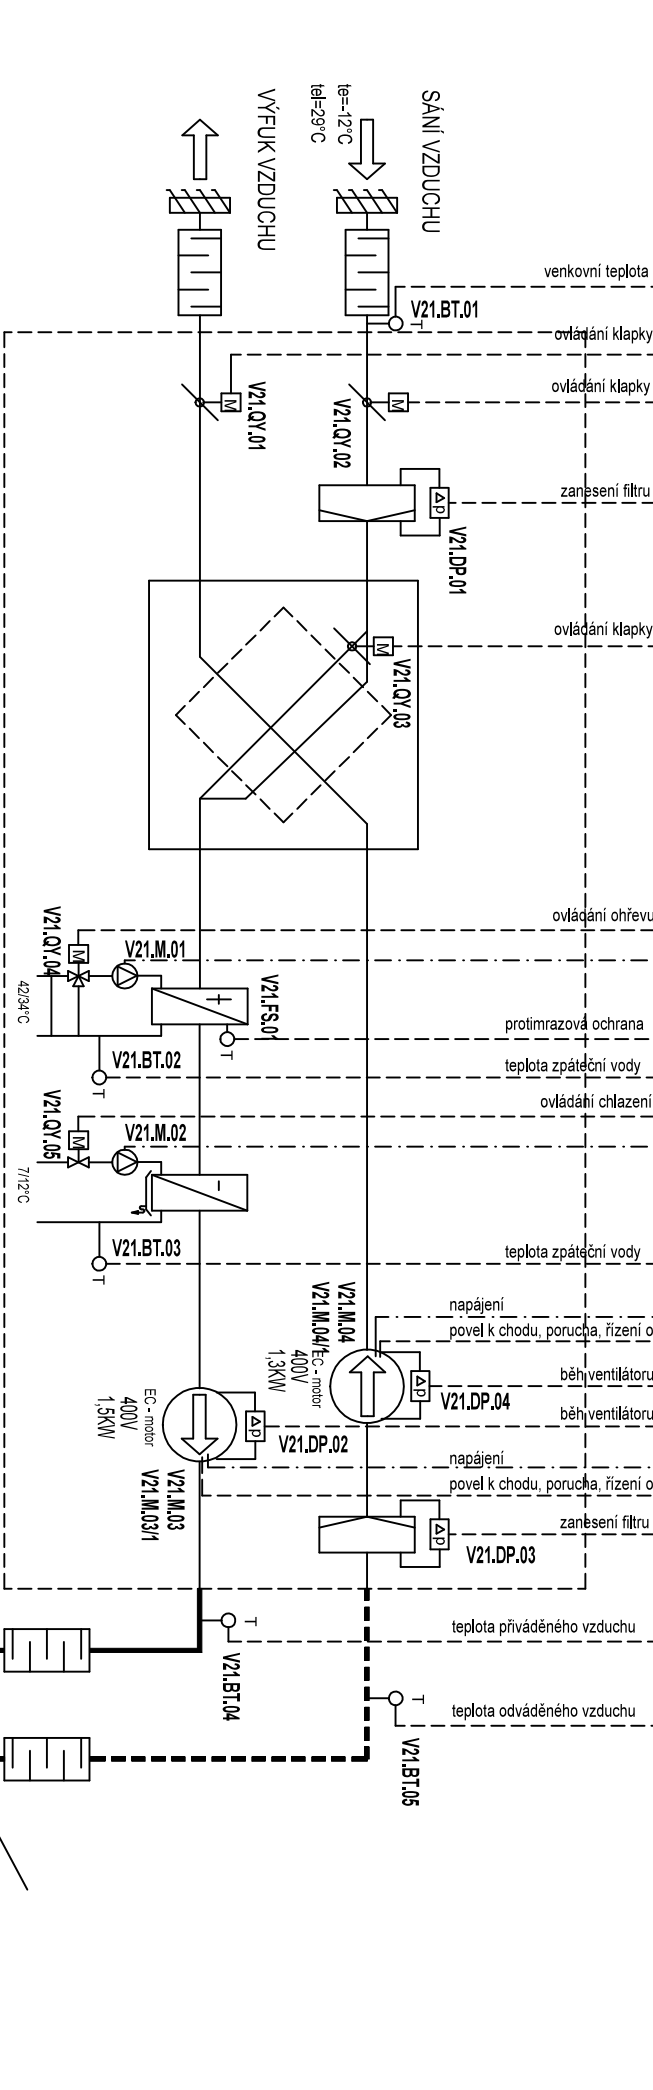 SÁNÍ VZDUCHU
te=-12°C
tel=29°C
VÝFUK VZDUCHU
venkovní teplota
V21.BT.01
T
ovládání klapky
M
V21.QY.01
ovládání klapky
M
V21.QY.02
zanesení filtru
Δp
V21.DP.01
ovládání klapky
M
V21.QY.03
ovládání ohřevu
V21.QY.04
M
V21.M.01
42/34°C
+
V21.FS.01
T
protimrazová ochrana
V21.BT.02
T
teplota zpáteční vody
ovládání chlazení
V21.QY.05
M
V21.M.02
7/12°C
-
V21.BT.03
T
teplota zpáteční vody
napájení
povel k chodu, porucha, řízení o
V21.M.04
V21.M.04/1
EC - motor
400V
1,3KW
běh ventilátoru
Δp
V21.DP.04
běh ventilátoru
Δp
V21.DP.02
EC - motor
400V
1,5KW
V21.M.03
V21.M.03/1
napájení
povel k chodu, porucha, řízení o
zanesení filtru
Δp
V21.DP.03
T
teplota přiváděného vzduchu
V21.BT.04
T
teplota odváděného vzduchu
V21.BT.05